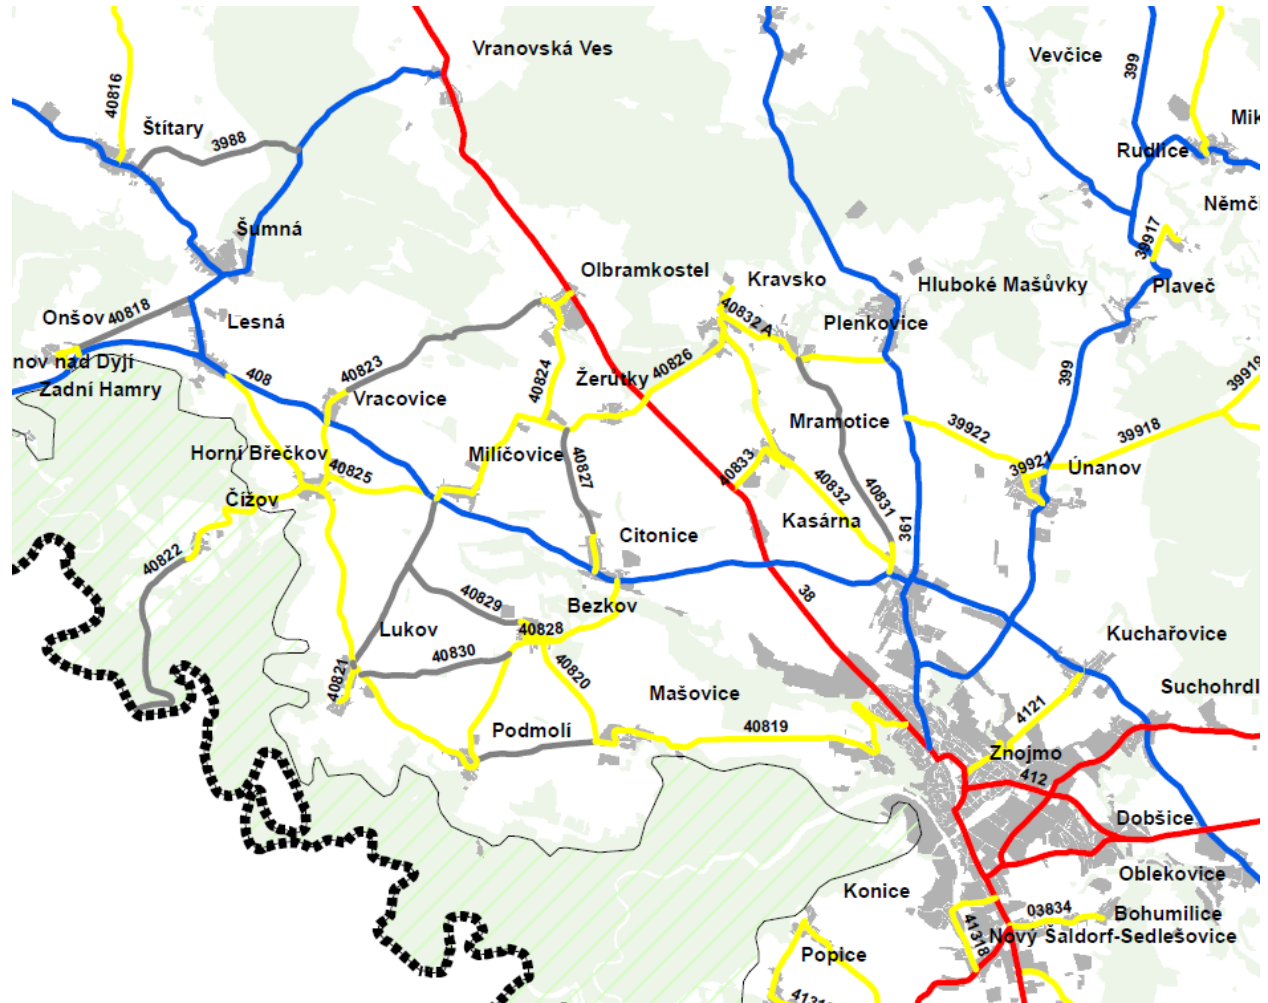 Vranovská Ves
Vevčice
399
40816
Štítary
3988
Rudlice
Mik
Němči
39917
Šumná
Olbramkostel
Kravsko
Hluboké Mašůvky
Plaveč
Onšov
40818
Lesná
40832 A
Plenkovice
nov nad Dyjí
Zadní Hamry
408
40823
Vracovice
40824
Žerůtky
40826
399
39919
Mramotice
39922
39918
Horní Břečkov
40825
Milíčovice
40827
40833
40832
40831
39921
Únanov
Čížov
Citonice
Kasárna
361
40822
40829
Bezkov
38
Lukov
40828
40830
40820
Kuchařovice
40821
Mašovice
Suchohrdl
4121
Podmolí
40819
Znojmo
412
Dobšice
Oblekovice
Konice
03834
Bohumilice
41318
Nový Šaldorf-Sedlešovice
Popice